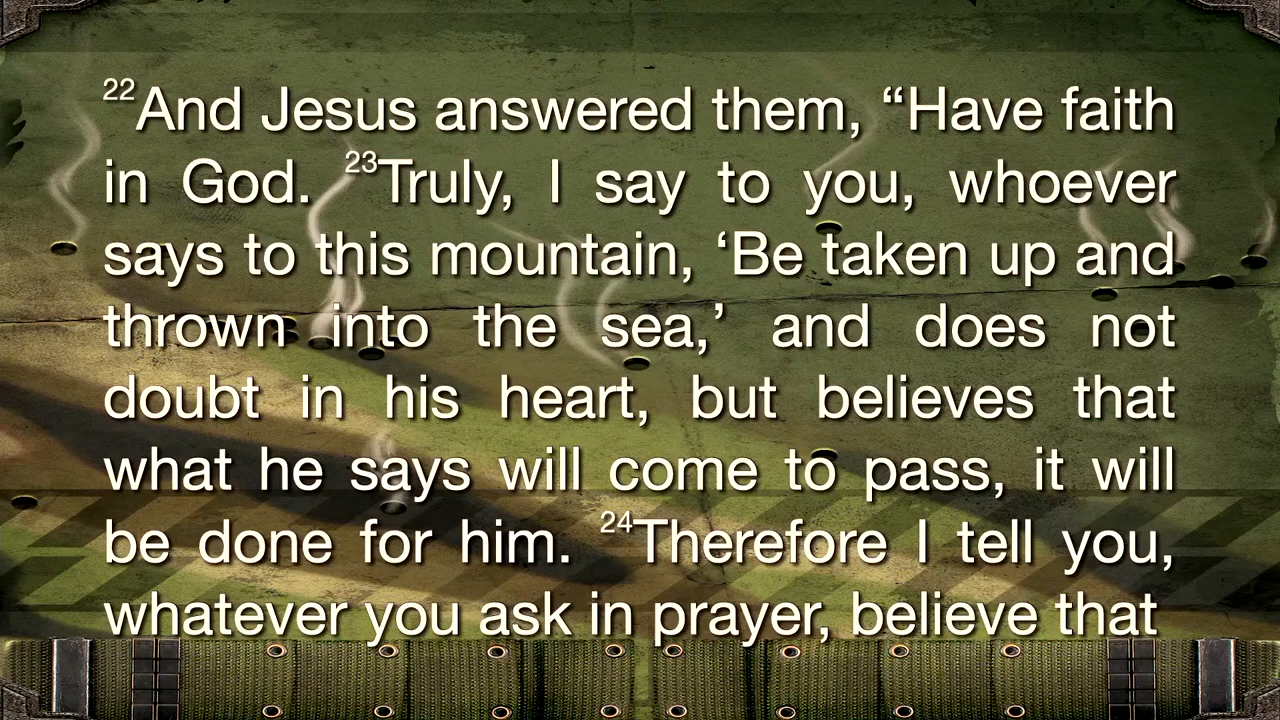 22And Jesus answered them, “Have faith
in God. 23Truly, I say to you, whoever
says to this mountain, ‘Be taken up and
thrown into the sea,’ and does not
doubt in his heart, but believes that
what he says will come to pass, it will
be done for him. 24Therefore I tell you,
whatever you ask in prayer, believe that